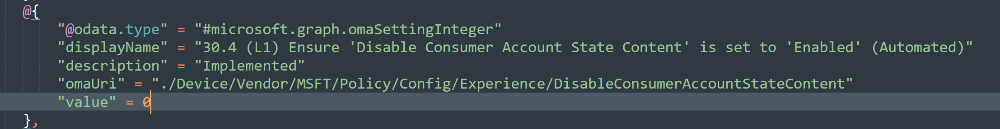 @{
"@odata.type" = "#microsoft.graph.omaSettingInteger"
"displayName" = "30.4 (L1) Ensure 'Disable Consumer Account State Content' is set to 'Enabled' (Automated)"
"description" = "Implemented"
"omaUri" = "./Device/Vendor/MSFT/Policy/Config/Experience/DisableConsumerAccountStateContent"
"value" = 0
},